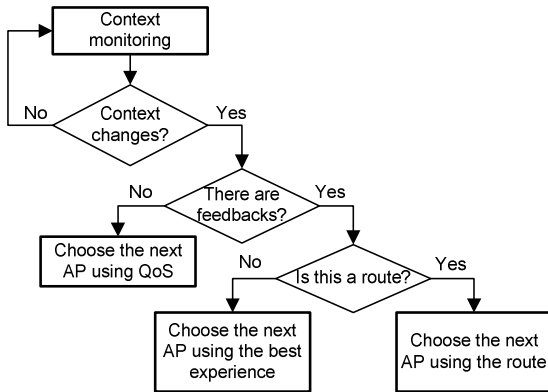 Context
monitoring
No
Context
changes?
Yes
No
There are
feedbacks?
Yes
Choose the next
AP using QoS
No
Is this a route?
Yes
Choose the next
AP using the best
experience
Choose the next
AP using the route